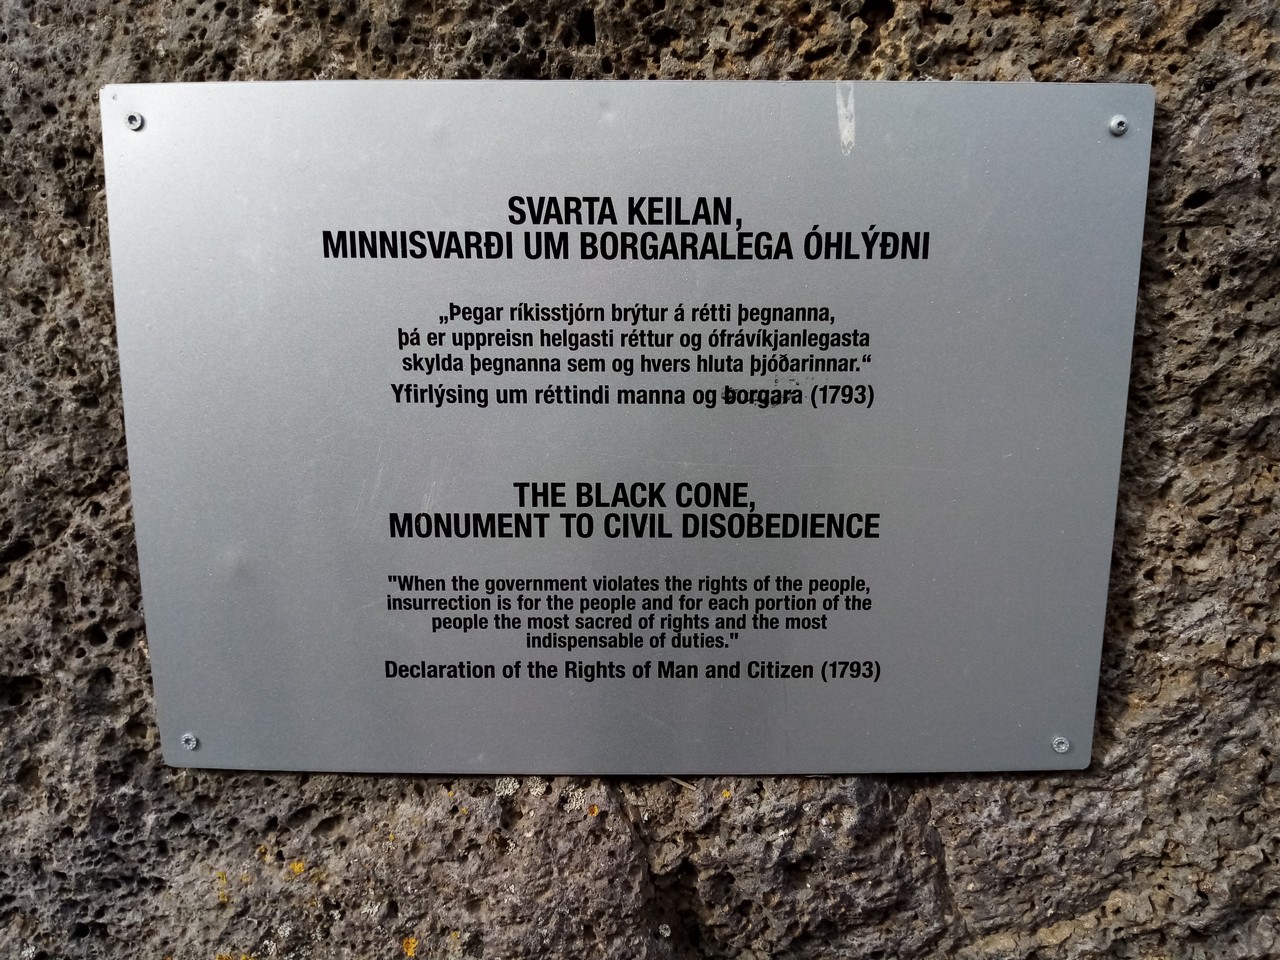 SVARTA KEILAN,
MINNISVARÐI UM BORGARALEGA ÓHLÝÐNI
„Þegar ríkisstjórn brýtur á rétti þegnanna,
þá er uppreisn helgasti réttur og ófrávíkjanlegasta
skylda þegnanna sem og hvers hluta þjóðarinnar.“
Yfirlýsing um réttindi manna og borgara (1793)
THE BLACK CONE,
MONUMENT TO CIVIL DISOBEDIENCE
"When the government violates the rights of the people,
insurrection is for the people and for each portion of the
people the most sacred of rights and the most
indispensable of duties."
Declaration of the Rights of Man and Citizen (1793)